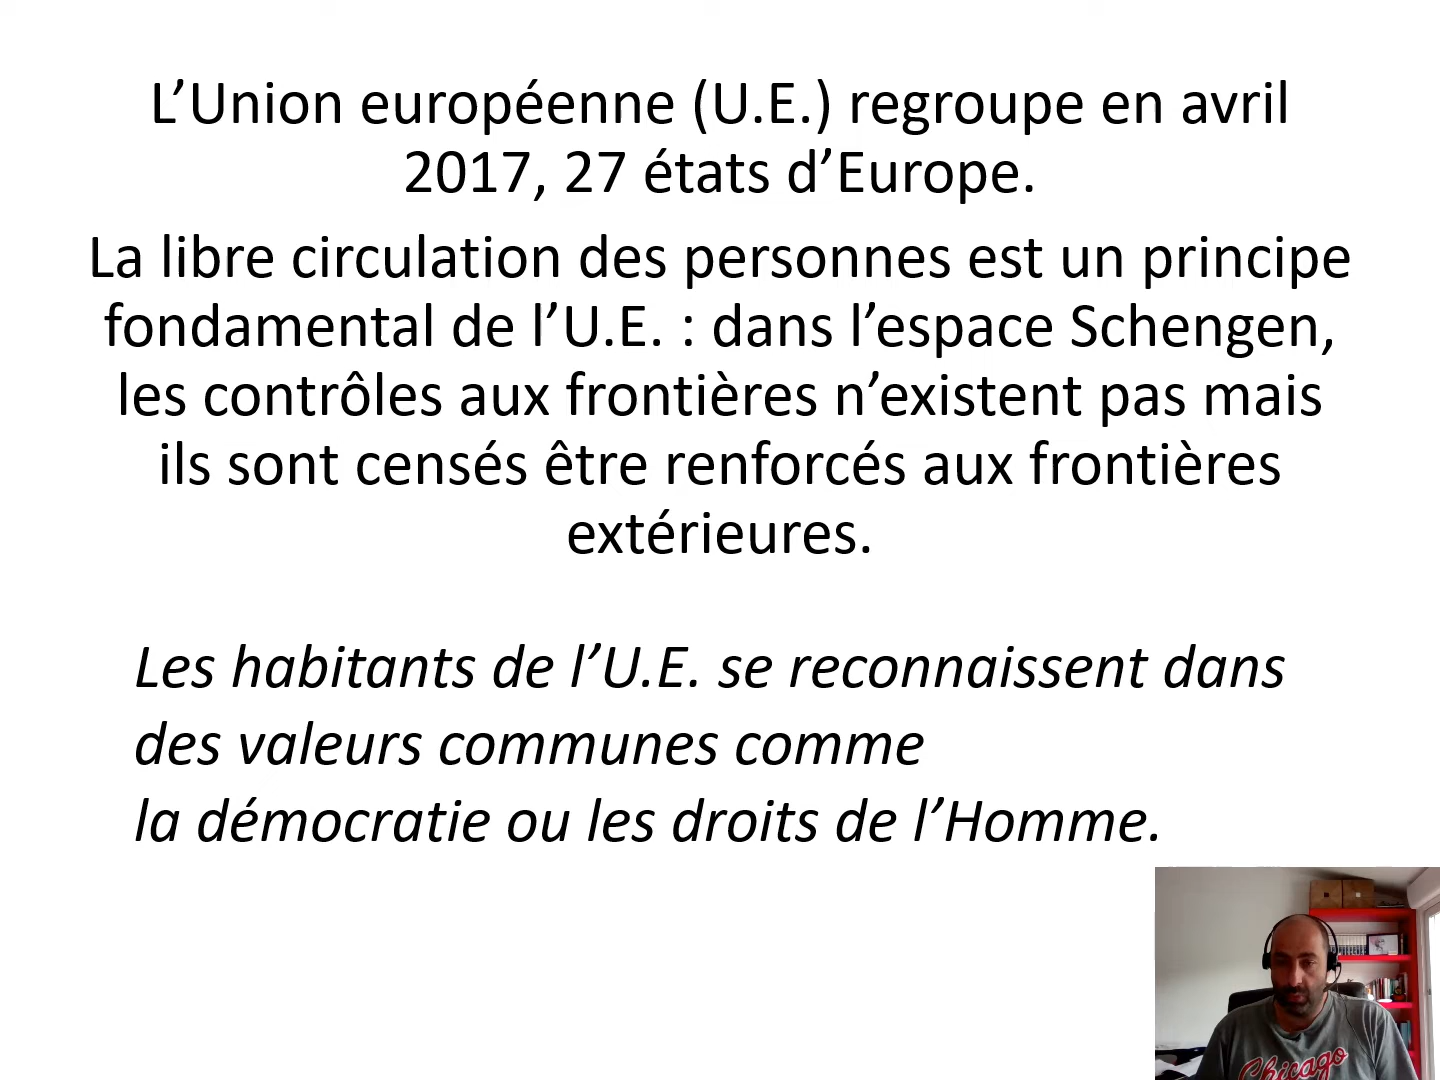 L’Union européenne (U.E.) regroupe en avril
2017, 27 états d’Europe.
La libre circulation des personnes est un principe
fondamental de l’U.E. : dans l’espace Schengen,
les contrôles aux frontières n’existent pas mais
ils sont censés être renforcés aux frontières
extérieures.
Les habitants de l’U.E. se reconnaissent dans
des valeurs communes comme
la démocratie ou les droits de l’Homme.
Chicago